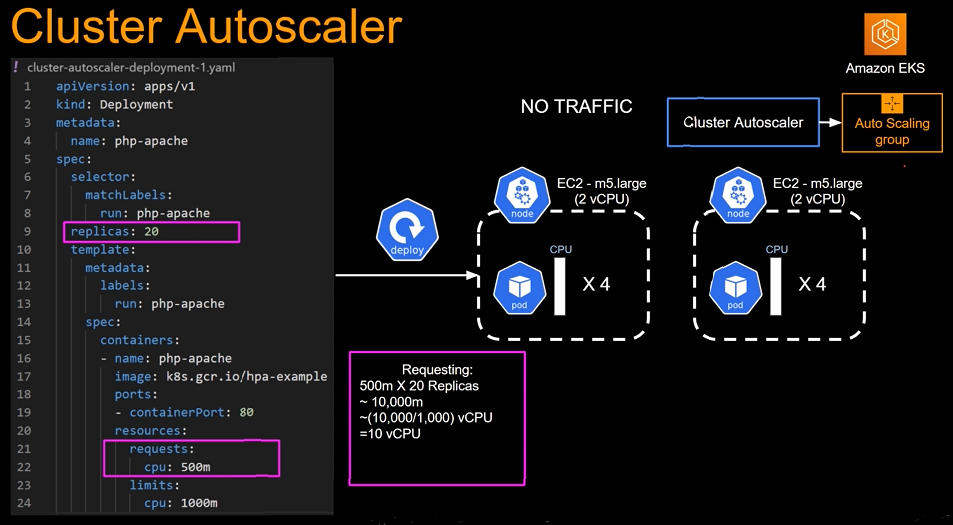 Cluster Autoscaler
! cluster-autoscaler-deployment-1.yaml
1 apiVersion: apps/v1
2 kind: Deployment
3 metadata:
4 name: php-apache
5 spec:
6 selector:
7 matchLabels:
8 run: php-apache
9 replicas: 20
10 template:
11 metadata:
12 labels:
13 run: php-apache
14 spec:
15 containers:
16 - name: php-apache
17 image: k8s.gcr.io/hpa-example
18 ports:
19 - containerPort: 80
20 resources:
21 requests:
22 cpu: 500m
23 limits:
24 cpu: 1000m
deploy
NO TRAFFIC
K
Amazon EKS
Cluster Autoscaler
Auto Scaling
group
node
EC2 - m5.large
(2 vCPU)
CPU
pod
X 4
node
EC2 - m5.large
(2 vCPU)
CPU
pod
X 4
Requesting:
500m X 20 Replicas
~ 10,000m
~(10,000/1,000) vCPU
=10 vCPU